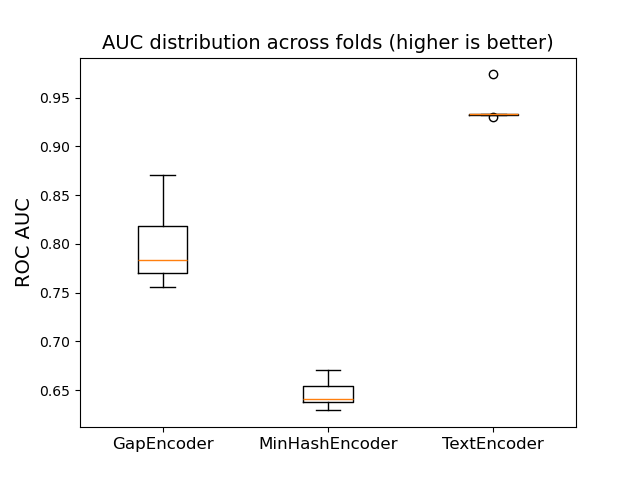 AUC distribution across folds (higher is better)
ROC AUC
0.95
0.90
0.85
0.80
0.75
0.70
0.65
GapEncoder
MinHashEncoder
TextEncoder